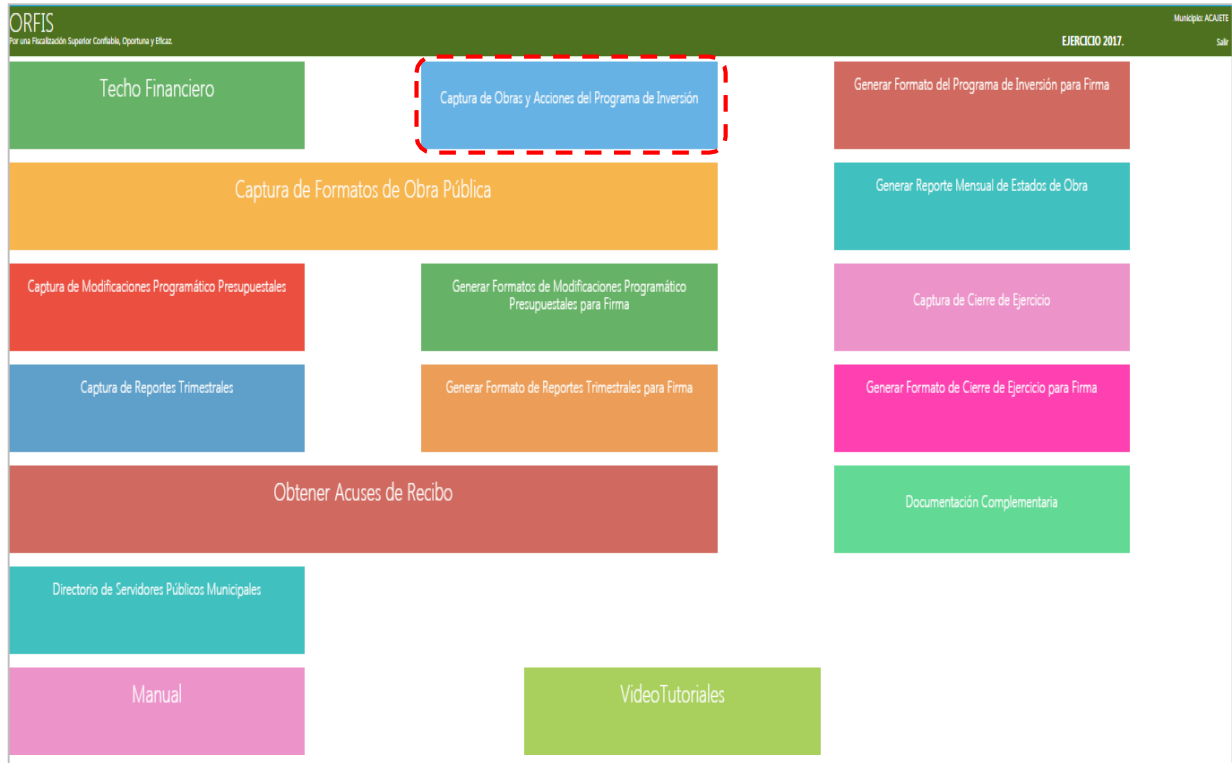 ORFIS
Por una Fiscalización Superior Confiable, Oportuna y Eficaz.
Municipio: ACAJETE
EJERCICIO 2017.
Salir
Techo Financiero
Captura de Obras y Acciones del Programa de Inversión
Generar Formato del Programa de Inversión para Firma
Captura de Formatos de Obra Pública
Generar Reporte Mensual de Estados de Obra
Captura de Modificaciones Programático Presupuestales
Generar Formatos de Modificaciones Programático
Presupuestales para Firma
Captura de Cierre de Ejercicio
Captura de Reportes Trimestrales
Generar Formato de Reportes Trimestrales para Firma
Generar Formato de Cierre de Ejercicio para Firma
Obtener Acuses de Recibo
Documentación Complementaria
Directorio de Servidores Públicos Municipales
Manual
VideoTutoriales